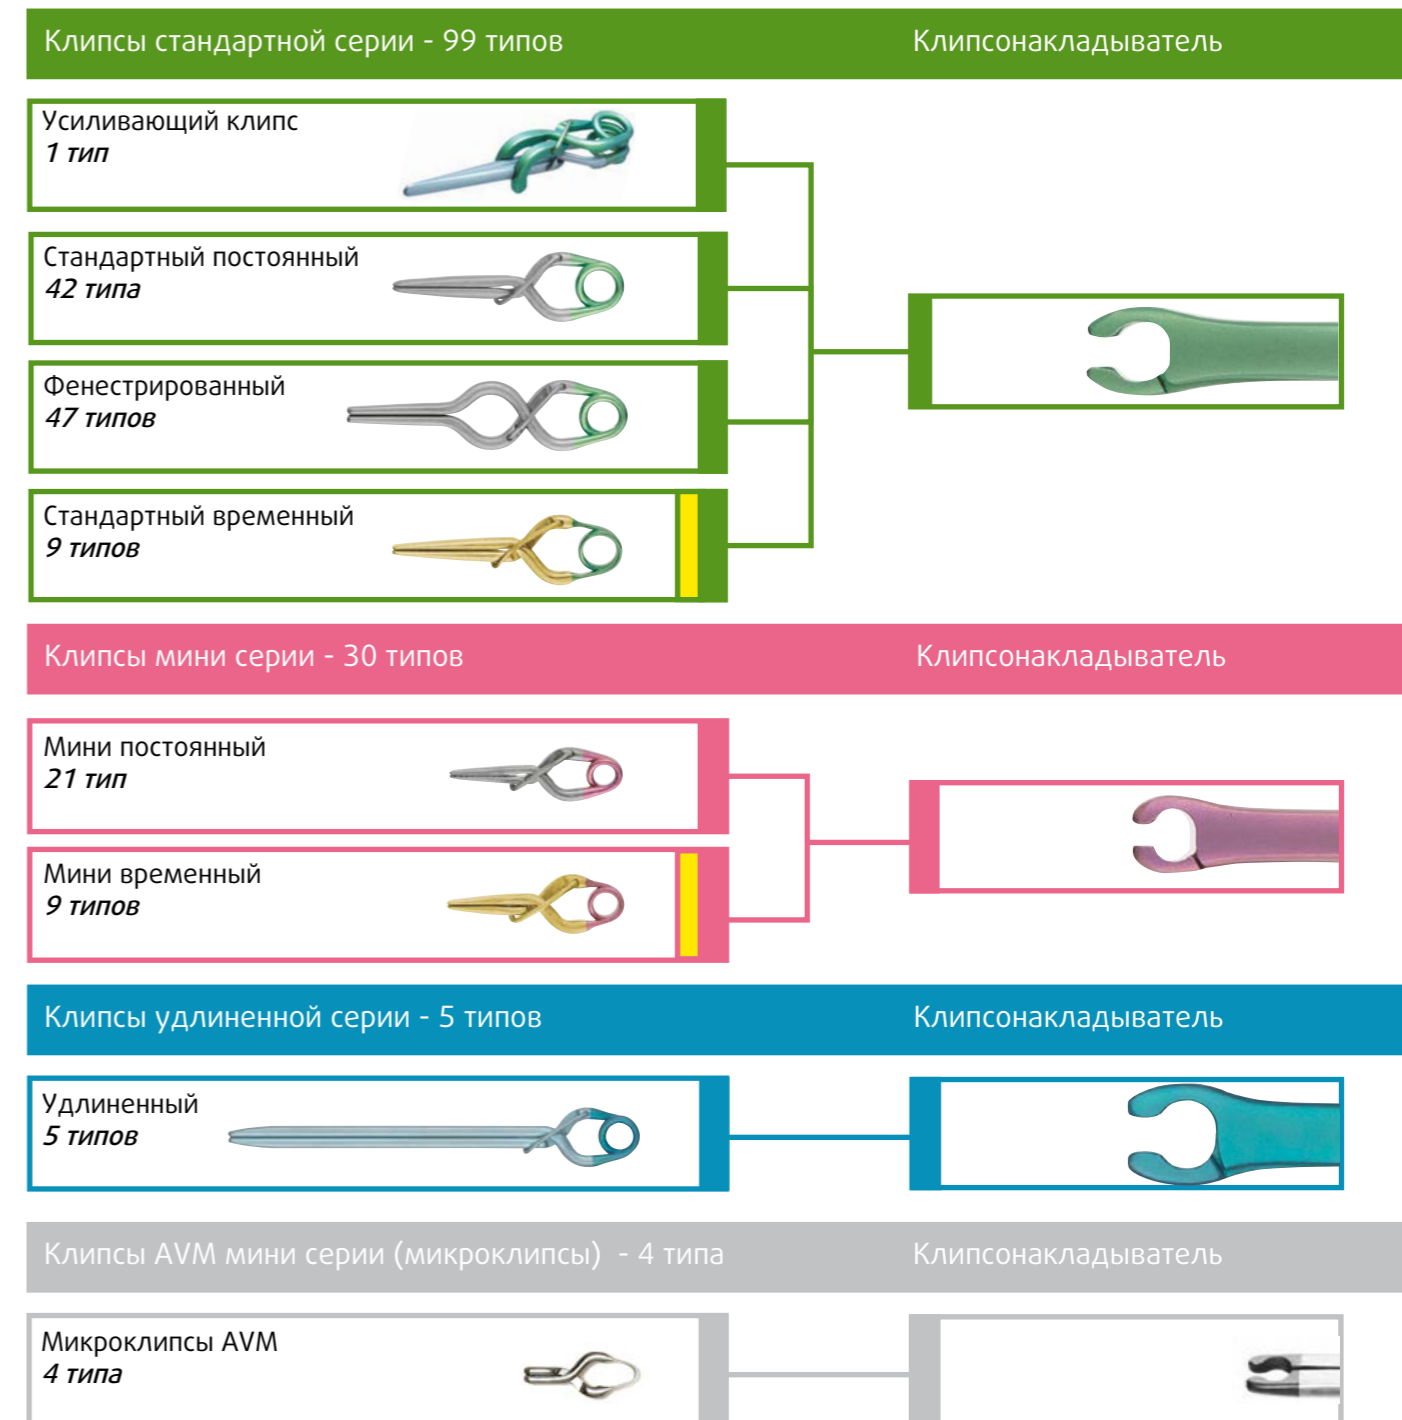 Клипсы стандартной серии - 99 типов
Клипсонакладыватель
Усиливающий клипс
1 тип
Стандартный постоянный
42 типа
Фенестрированный
47 типов
Стандартный временный
9 типов
Клипсы мини серии - 30 типов
Клипсонакладыватель
Мини постоянный
21 тип
Мини временный
9 типов
Клипсы удлиненной серии - 5 типов
Клипсонакладыватель
Удлиненный
5 типов
Клипсы AVM мини серии (микроклипсы) - 4 типа
Клипсонакладыватель
Микроклипсы AVM
4 типа